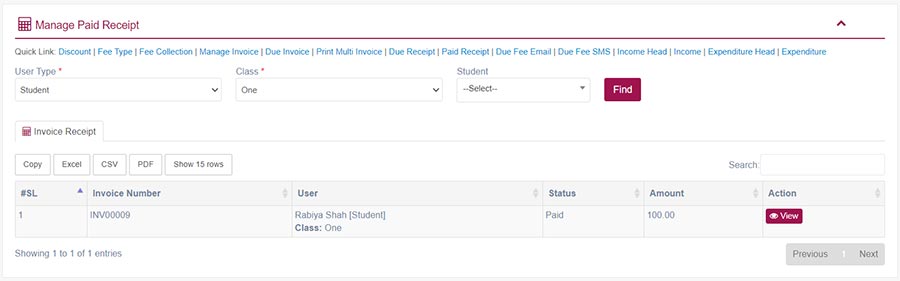 Manage Paid Receipt
Quick Link: Discount | Fee Type | Fee Collection | Manage Invoice | Due Invoice | Print Multi Invoice | Due Receipt | Paid Receipt | Due Fee Email | Due Fee SMS | Income Head | Income | Expenditure Head | Expenditure
User Type * Class * Student
Student One --Select-- Find
Invoice Receipt
Copy Excel CSV PDF Show 15 rows Search:
#SL Invoice Number User Status Amount Action
1 INV00009 Rabiya Shah [Student] Paid 100.00 View
Class: One
Showing 1 to 1 of 1 entries Previous 1 Next